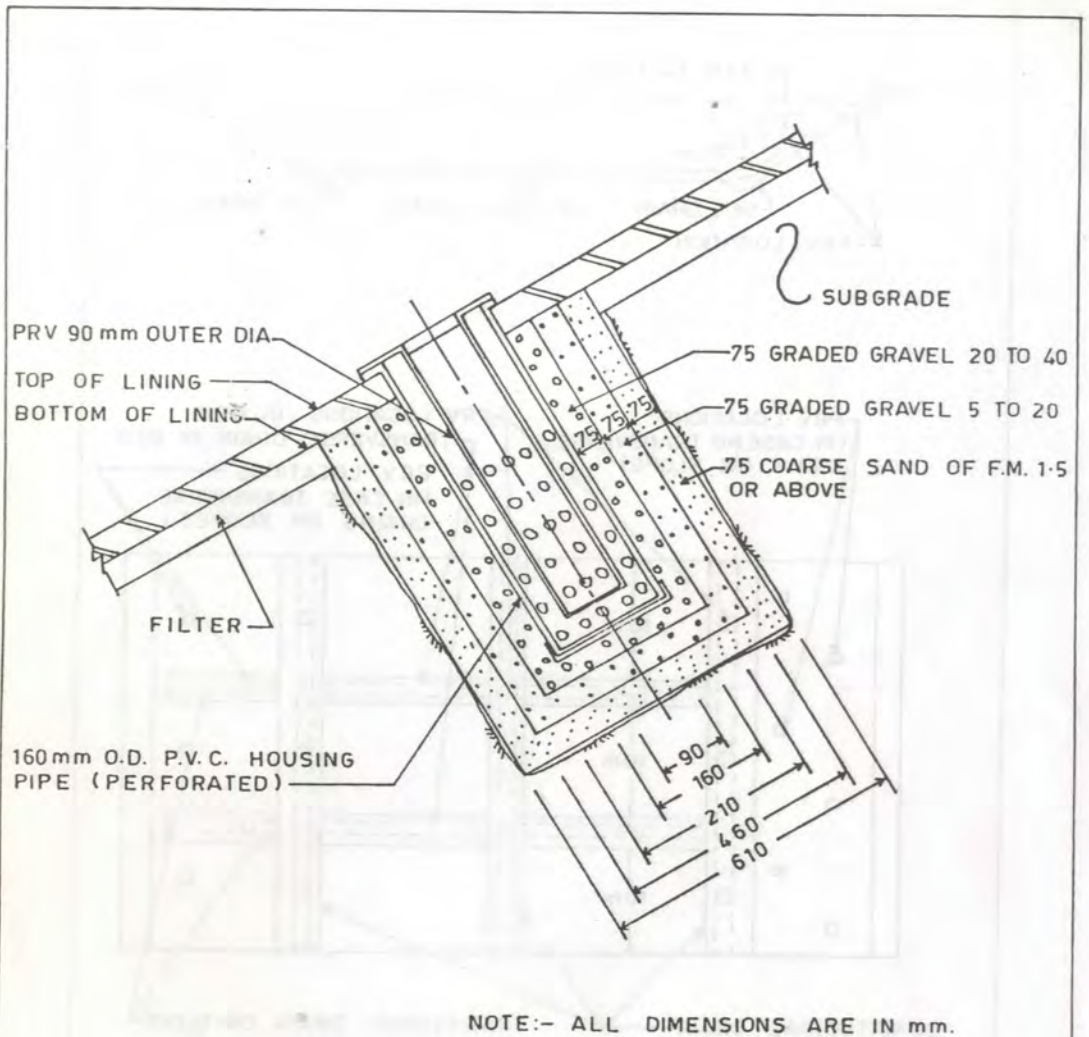 SUBGRADE
PRV 90 mm OUTER DIA
TOP OF LINING
BOTTOM OF LINING
75 GRADED GRAVEL 20 TO 40
75 GRADED GRAVEL 5 TO 20
75 COARSE SAND OF F.M. 1·5
OR ABOVE
75 75 75
FILTER
160mm O.D. P.V.C. HOUSING
PIPE (PERFORATED)
90
160
210
460
610
NOTE:- ALL DIMENSIONS ARE IN mm.